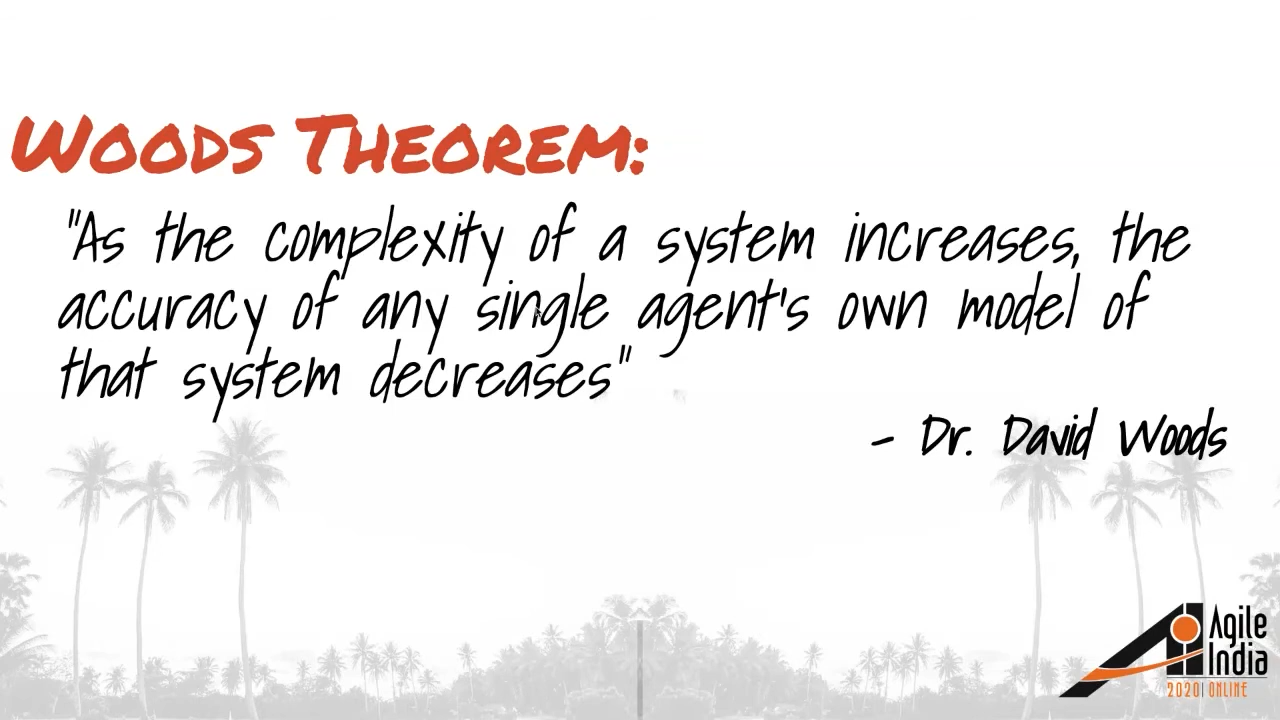 Woods Theorem:
"As the complexity of a system increases, the
accuracy of any single agent's own model of
that system decreases"
- Dr. David Woods
Agile
India
2020 | ONLINE